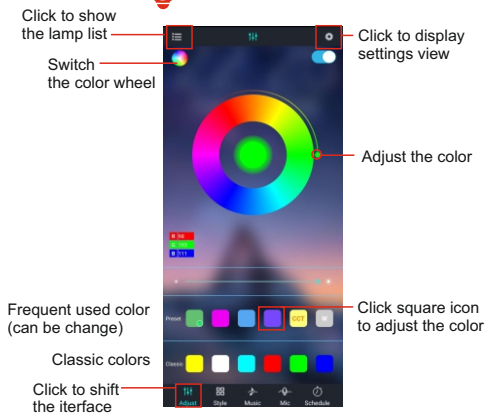 Click to show
the lamp list
Click to display
settings view
Switch
the color wheel
Adjust the color
R
G
B 111
Frequent used color
(can be change)
Preset
CCT
W
Click square icon
to adjust the color
Classic colors
Classic
Click to shift
the iterface
Adjust
Style
Music
Mic
Schedule